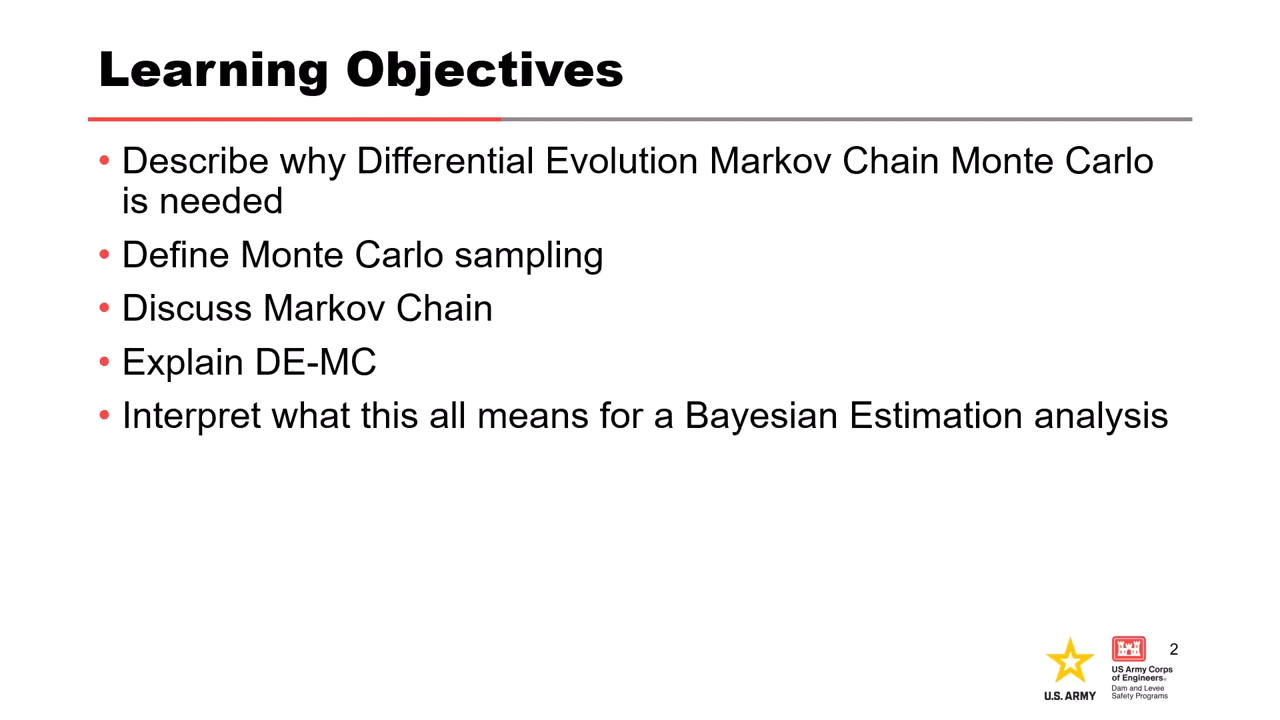 Learning Objectives
• Describe why Differential Evolution Markov Chain Monte Carlo
is needed
• Define Monte Carlo sampling
• Discuss Markov Chain
• Explain DE-MC
• Interpret what this all means for a Bayesian Estimation analysis
2
U.S. ARMY
US Army Corps
of Engineers®
Dam and Levee
Safety Programs